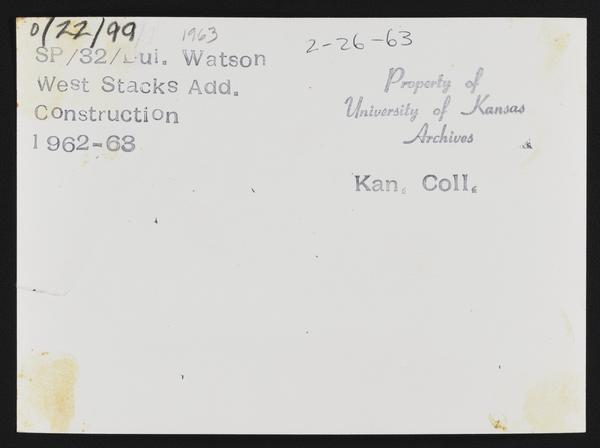 0/22/99 1963
SP/32/Bui. Watson
West Stacks Add.
Construction
1962-63
2-26-63
Property of
University of Kansas
Archives
Kan. Coll.